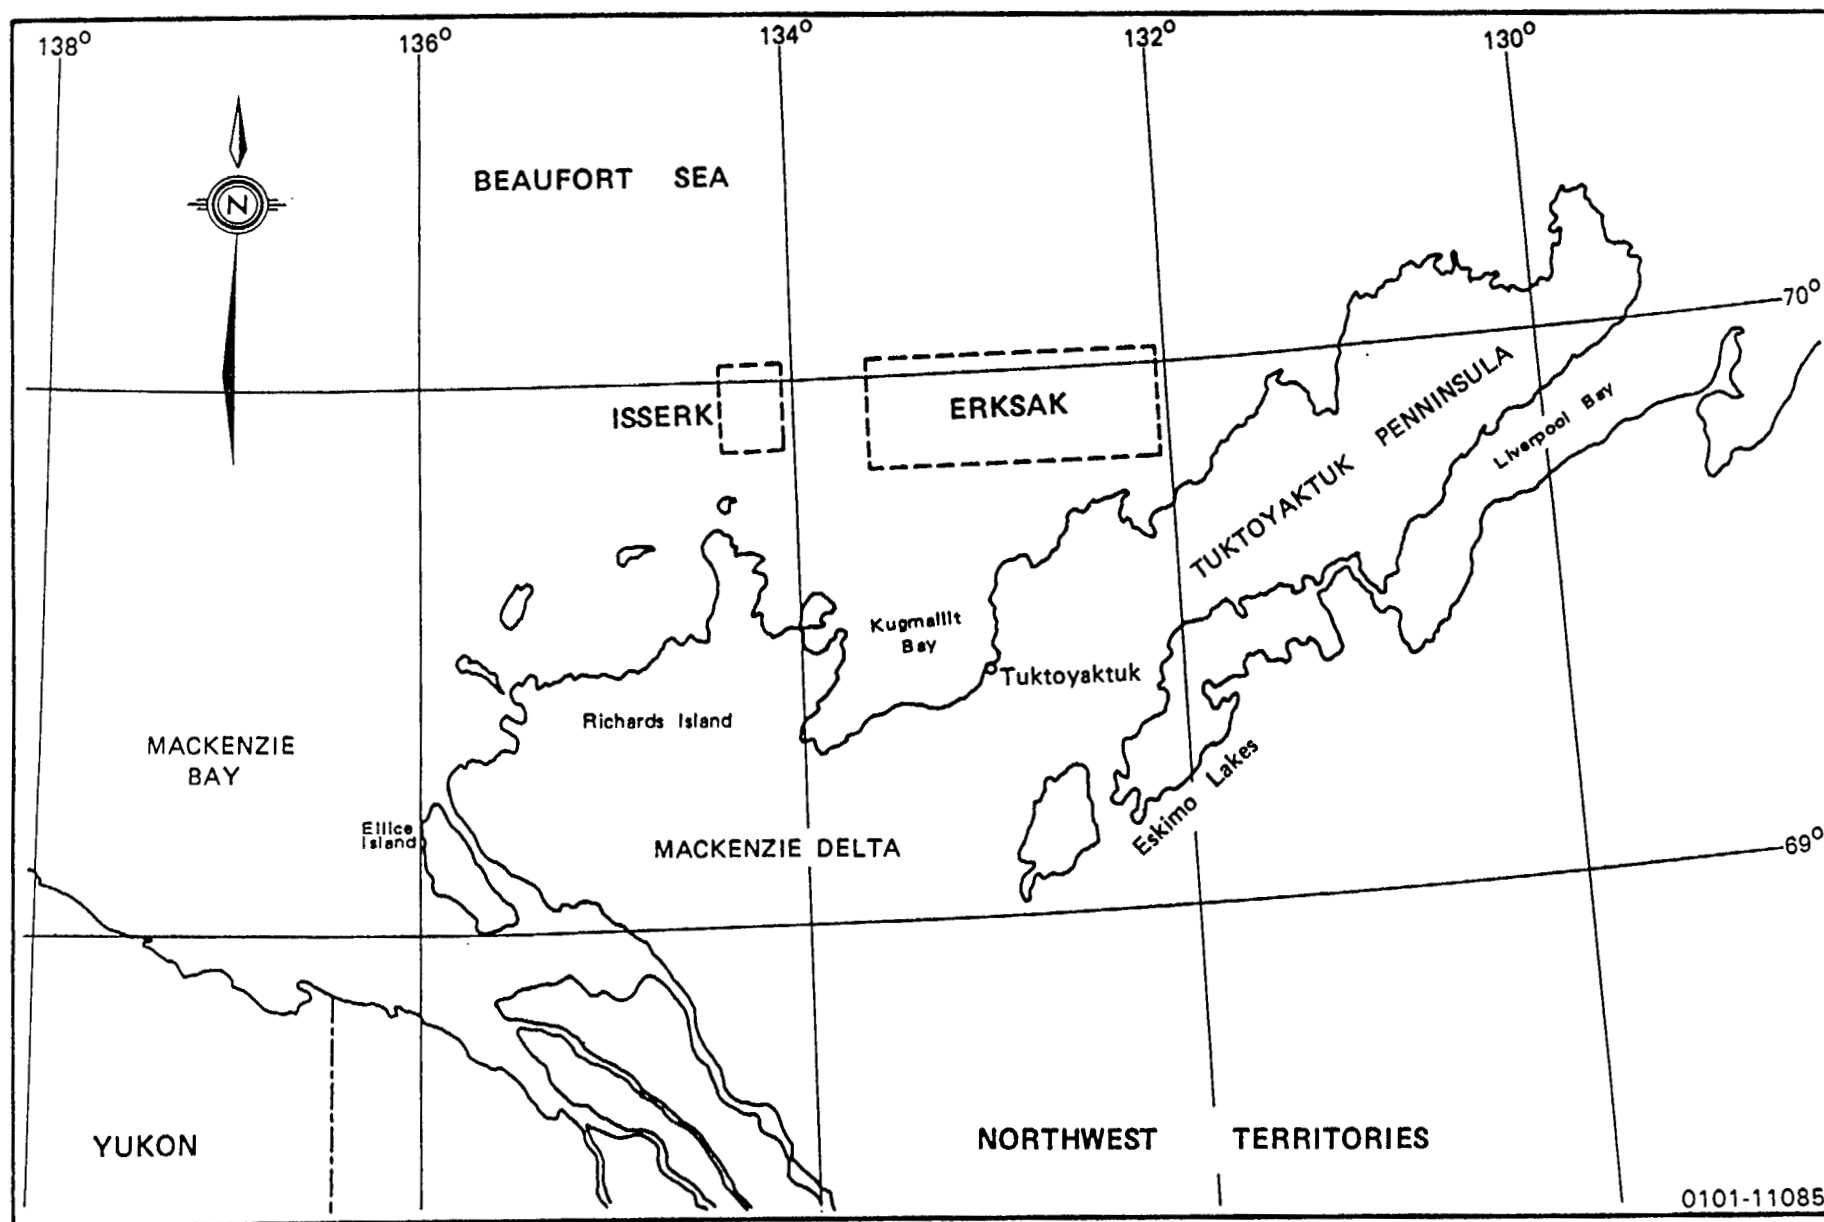 138° 136° 134° 132° 130°
N
BEAUFORT SEA
70°
ISSERK
ERKSAK
TUKTOYAKTUK PENNINSULA
Liverpool Bay
Kugmallit
Bay
Tuktoyaktuk
Richards Island
MACKENZIE
BAY
Eskimo Lakes
Ellice
Island
MACKENZIE DELTA
69°
YUKON
NORTHWEST TERRITORIES
0101-11085